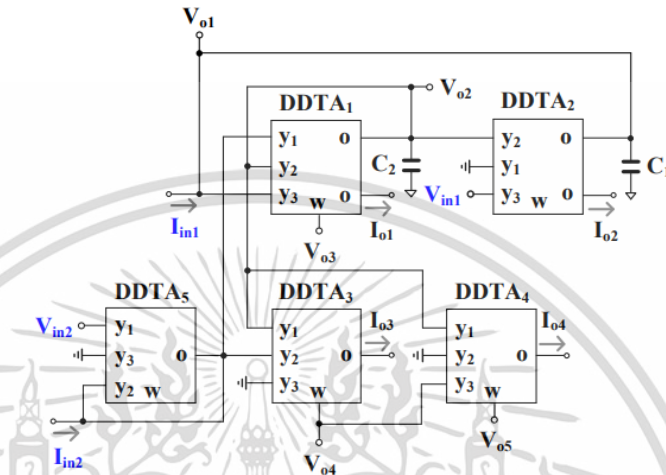 Vo1
Vo2
DDTA1
DDTA2
y1 o
y2
y3 w o
C2
y2 o
y1
y3 w o
C
Vin1
Iin1
Io1
Io2
Vo3
DDTA5
DDTA3
DDTA4
Vin2
y1
y3 o
y2 w
y1
y2 o
y3 w
Io3
y1
y2 o
y3 w
Io4
Iin2
Vo4
Vo5